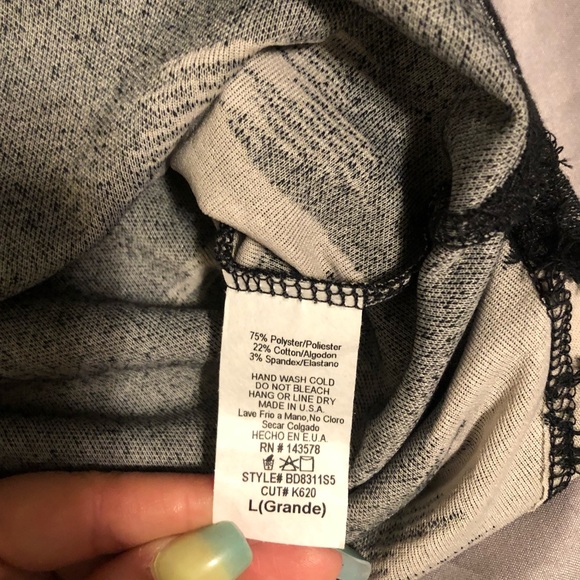 75% Polyster/Poliester
22% Cotton/Algodon
3% Spandex/Elastano
HAND WASH COLD
DO NOT BLEACH
HANG OR LINE DRY
MADE IN U.S.A.
Lave Frio a Mano,No Cloro
Secar Colgado
HECHO EN E.U.A.
RN # 143578
STYLE# BD8311S5
CUT# K620
L(Grande)